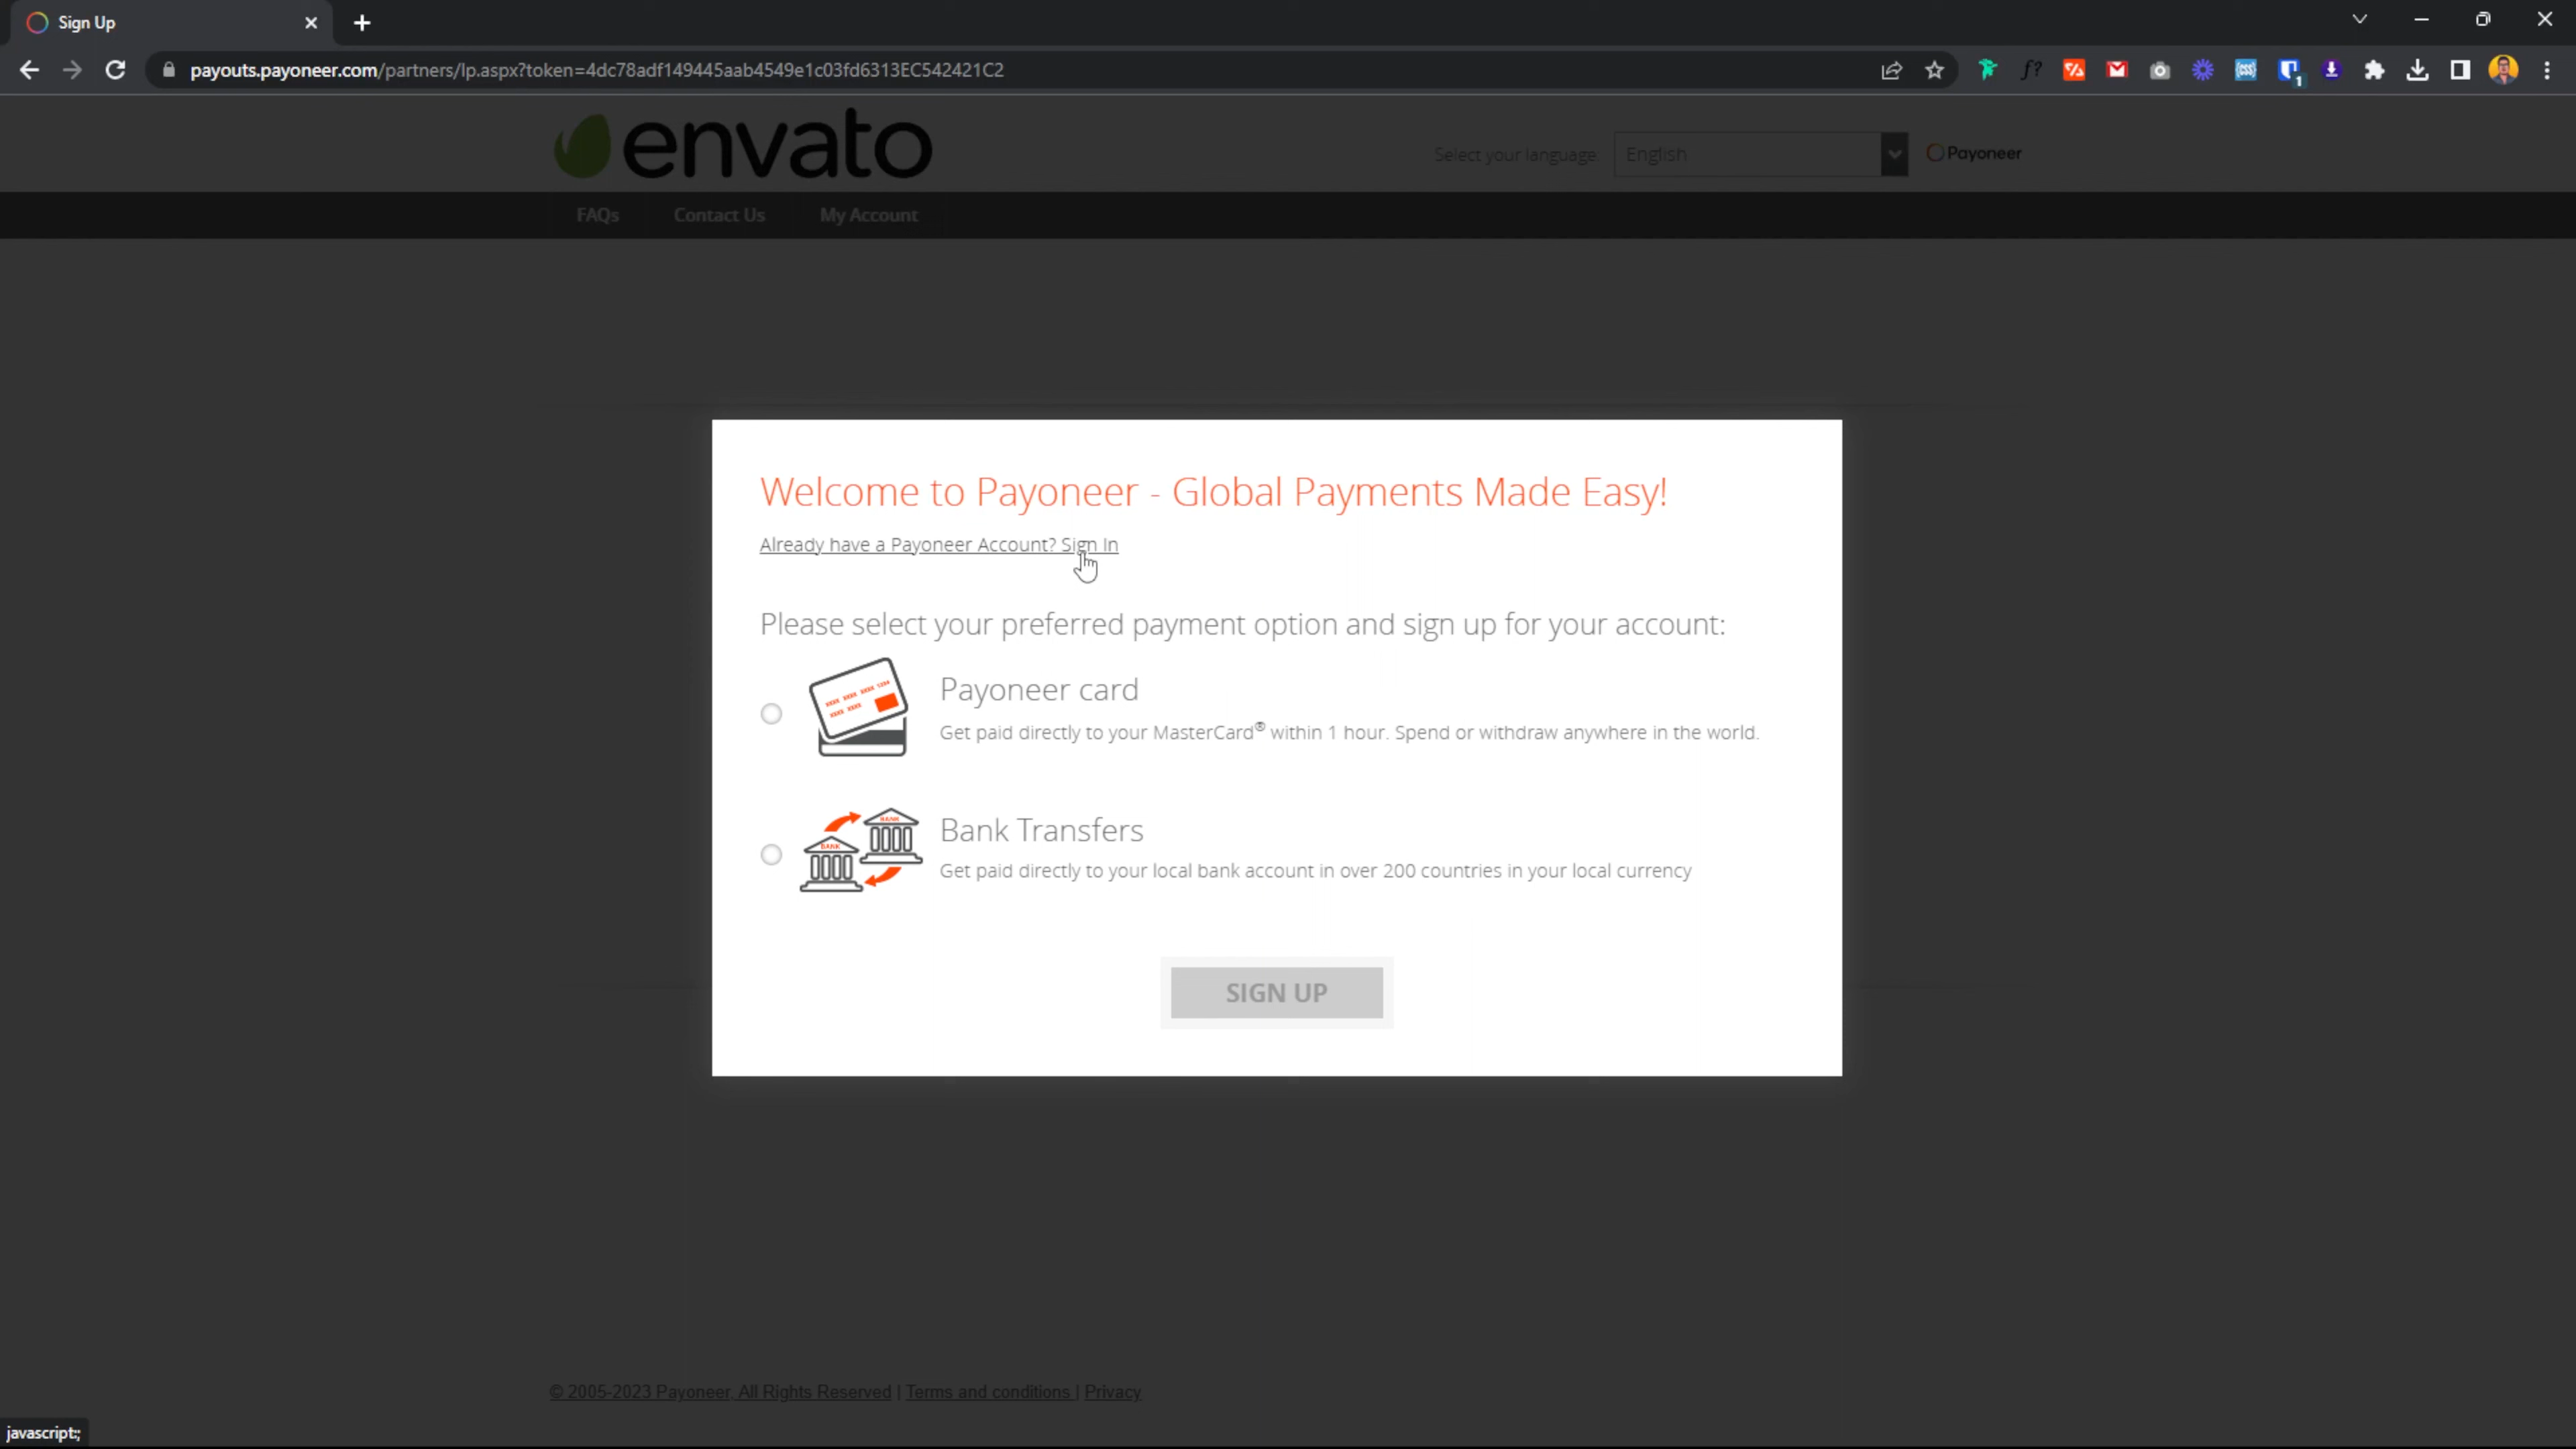 Sign Up
payouts.payoneer.com/partners/lp.aspx?token=4dc78adf149445aab4549e1c03fd6313EC542421C2
envato
Select your language: English
Payoneer
FAQs Contact Us My Account
Welcome to Payoneer - Global Payments Made Easy!
Already have a Payoneer Account? Sign In
Please select your preferred payment option and sign up for your account:
Payoneer card
Get paid directly to your MasterCard® within 1 hour. Spend or withdraw anywhere in the world.
BANK
BANK
Bank Transfers
Get paid directly to your local bank account in over 200 countries in your local currency
SIGN UP
© 2005-2023 Payoneer, All Rights Reserved | Terms and conditions | Privacy
javascript:;